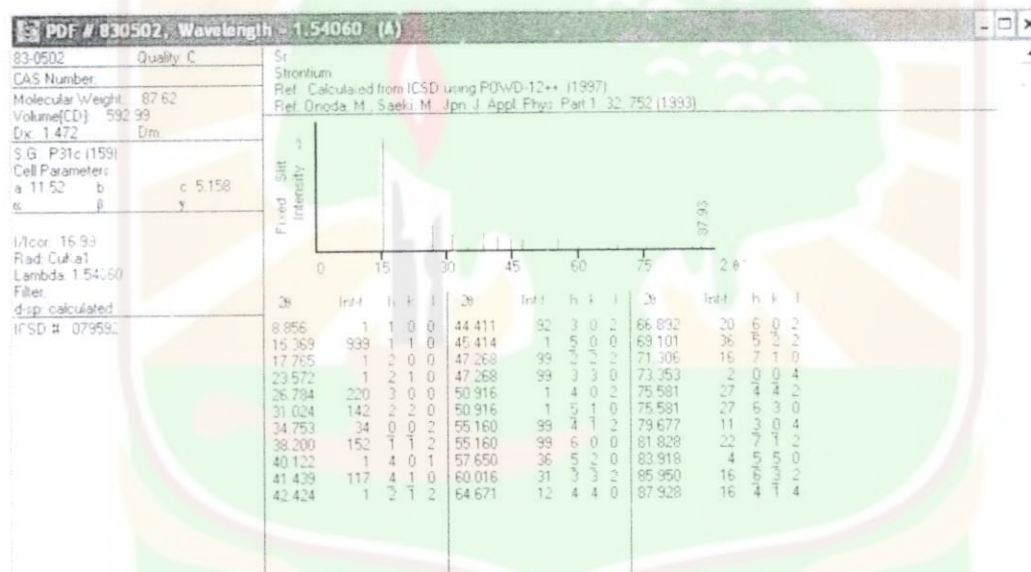 PDF # 830502, Wavelength = 1.54060 (A)
83-0502 Quality: C
CAS Number:
Molecular Weight: 87.62
Volume[CD]: 592.99
Dx: 1.472 Dm:
S.G.: P31c (159)
Cell Parameters:
a 11.52 b c 5.158
α β γ
I/Icor: 16.99
Rad: CuKa1
Lambda: 1.54060
Filter:
d-sp: calculated
ICSD #: 079592
Sr
Strontium
Ref: Calculated from ICSD using POWD-12++ (1997)
Ref: Onoda, M., Saeki, M., Jpn. J. Appl. Phys., Part 1, 32, 752 (1993)
Fixed Slit
Intensity
87.93
0 15 30 45 60 75 2θ°
2θ Int-f h k l 2θ Int-f h k l 2θ Int-f h k l
8.856 1 1 0 0 44.411 92 3 0 2 66.892 20 6 0 2
15.369 999 1 1 0 45.414 1 5 0 0 69.101 36 5 2 2
17.765 1 2 0 0 47.268 99 2 2 2 71.306 16 7 1 0
23.572 1 2 1 0 47.268 99 3 3 0 73.353 2 0 0 4
26.784 220 3 0 0 50.916 1 4 0 2 75.581 27 4 4 2
31.024 142 2 2 0 50.916 1 5 1 0 75.581 27 6 3 0
34.753 34 0 0 2 55.160 99 4 1 2 79.677 11 3 0 4
38.200 152 1 1 2 55.160 99 6 0 0 81.828 22 7 1 2
40.122 1 4 0 1 57.650 36 5 2 0 83.918 4 5 5 0
41.439 117 4 1 0 60.016 31 3 3 2 85.950 16 6 3 2
42.424 1 2 1 2 64.671 12 4 4 0 87.928 16 4 1 4